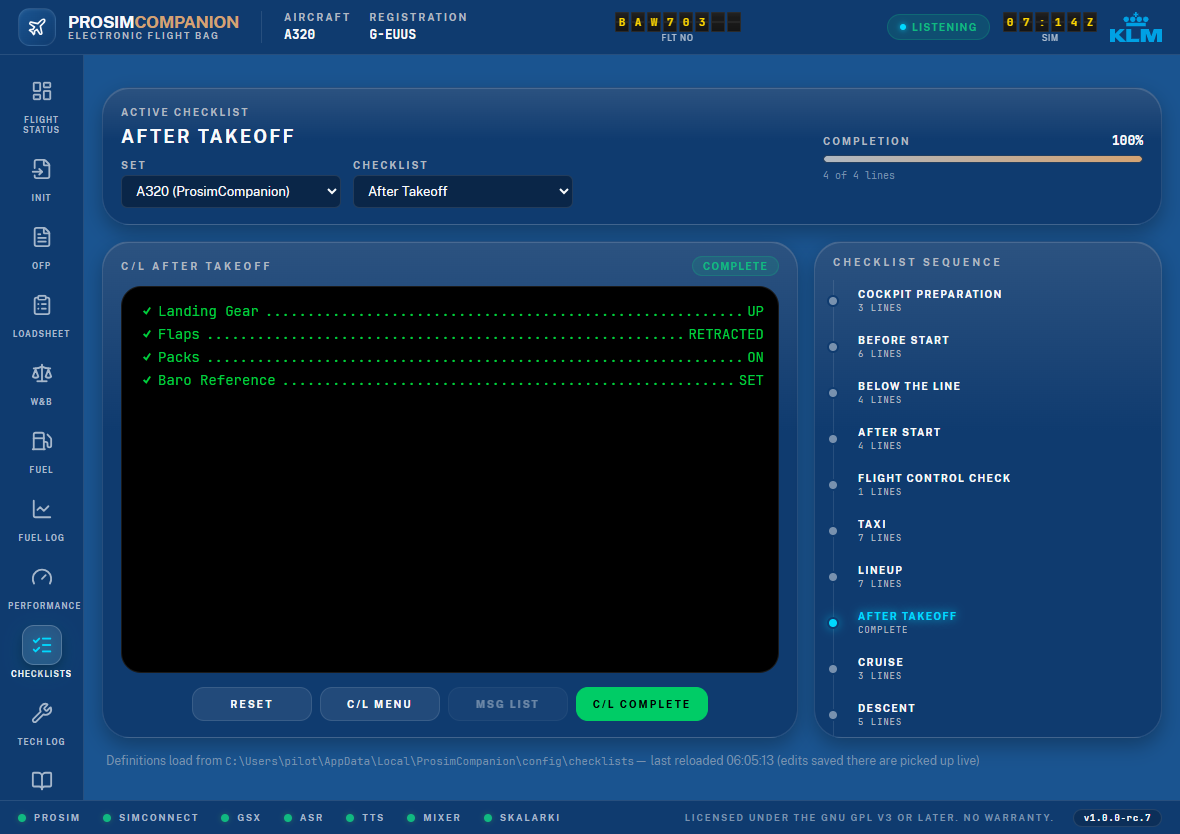 PROSIMCOMPANION
ELECTRONIC FLIGHT BAG
AIRCRAFT
A320
REGISTRATION
G-EUUS
BAW703
FLT NO
LISTENING
07:14Z
SIM
KLM
FLIGHT STATUS
INIT
OFP
LOADSHEET
W&B
FUEL
FUEL LOG
PERFORMANCE
CHECKLISTS
TECH LOG
ACTIVE CHECKLIST
AFTER TAKEOFF
SET
A320 (ProsimCompanion)
CHECKLIST
After Takeoff
COMPLETION
100%
4 of 4 lines
C/L AFTER TAKEOFF
COMPLETE
✓ Landing Gear ......................................................... UP
✓ Flaps ......................................................... RETRACTED
✓ Packs ................................................................ ON
✓ Baro Reference ...................................................... SET
RESET
C/L MENU
MSG LIST
C/L COMPLETE
CHECKLIST SEQUENCE
COCKPIT PREPARATION
3 LINES
BEFORE START
6 LINES
BELOW THE LINE
4 LINES
AFTER START
4 LINES
FLIGHT CONTROL CHECK
1 LINES
TAXI
7 LINES
LINEUP
7 LINES
AFTER TAKEOFF
COMPLETE
CRUISE
3 LINES
DESCENT
5 LINES
Definitions load from C:\Users\pilot\AppData\Local\ProsimCompanion\config\checklists — last reloaded 06:05:13 (edits saved there are picked up live)
PROSIM
SIMCONNECT
GSX
ASR
TTS
MIXER
SKALARKI
LICENSED UNDER THE GNU GPL V3 OR LATER. NO WARRANTY.
v1.0.0-rc.7